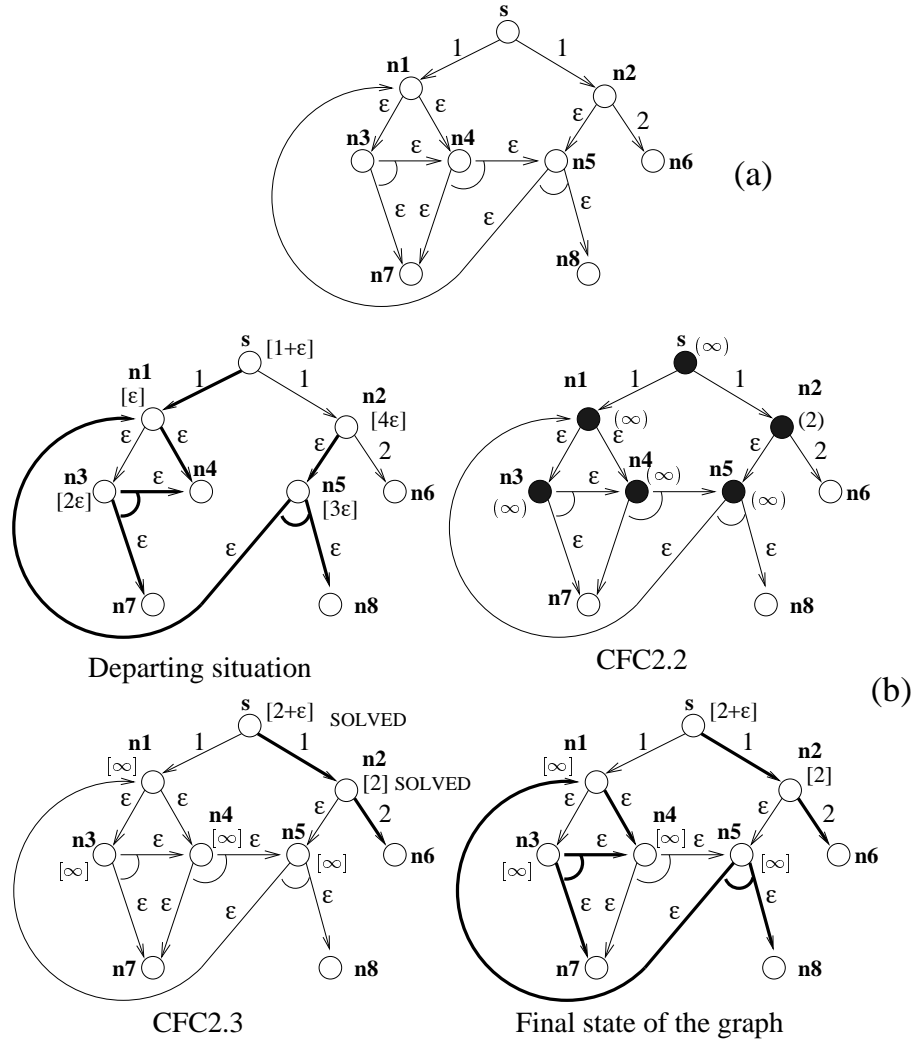 s
1 1
n1 n2
ε ε ε 2
n3 n4 ε ε n5 n6
(a)
ε ε ε ε
n7 n8
s [1+ε]
n1 1 1 n2
[ε] [4ε]
ε ε ε 2
n3 ε n4 n5 n6
[2ε] [3ε]
ε ε ε
n7 n8
Departing situation
s (∞)
n1 1 1 n2
(∞) (2)
ε ε ε 2
n3 n4 (∞) n5 n6
(∞) (∞)
ε ε
n7 n8
CFC2.2
(b)
s [2+ε] SOLVED
n1 1 1 n2
[∞] [2] SOLVED
ε ε ε 2
n3 ε n4 [∞] ε n5 n6
[∞] [∞]
ε ε ε ε
n7 n8
CFC2.3
s [2+ε]
n1 1 1 n2
[∞] [2]
ε ε ε 2
n3 ε n4 [∞] ε n5 n6
[∞] [∞]
ε ε ε ε
n7 n8
Final state of the graph